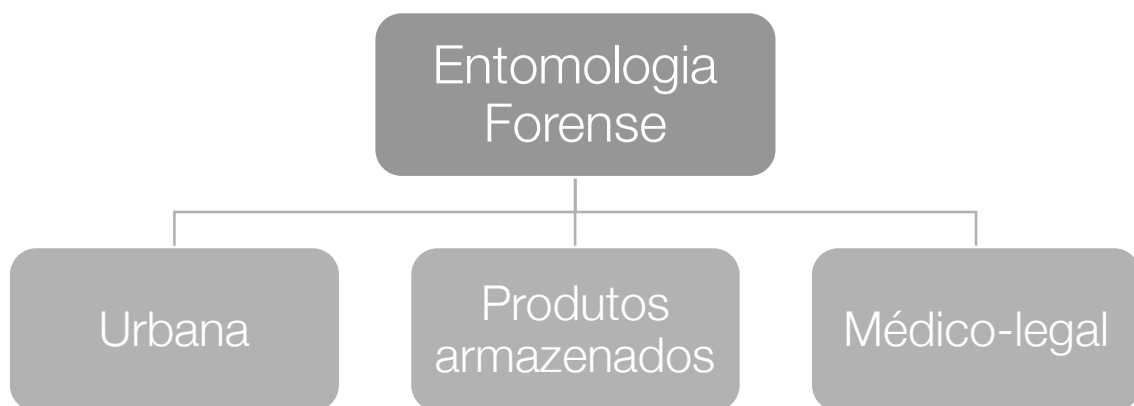 Entomologia
Forense
Urbana
Produtos
armazenados
Médico-legal